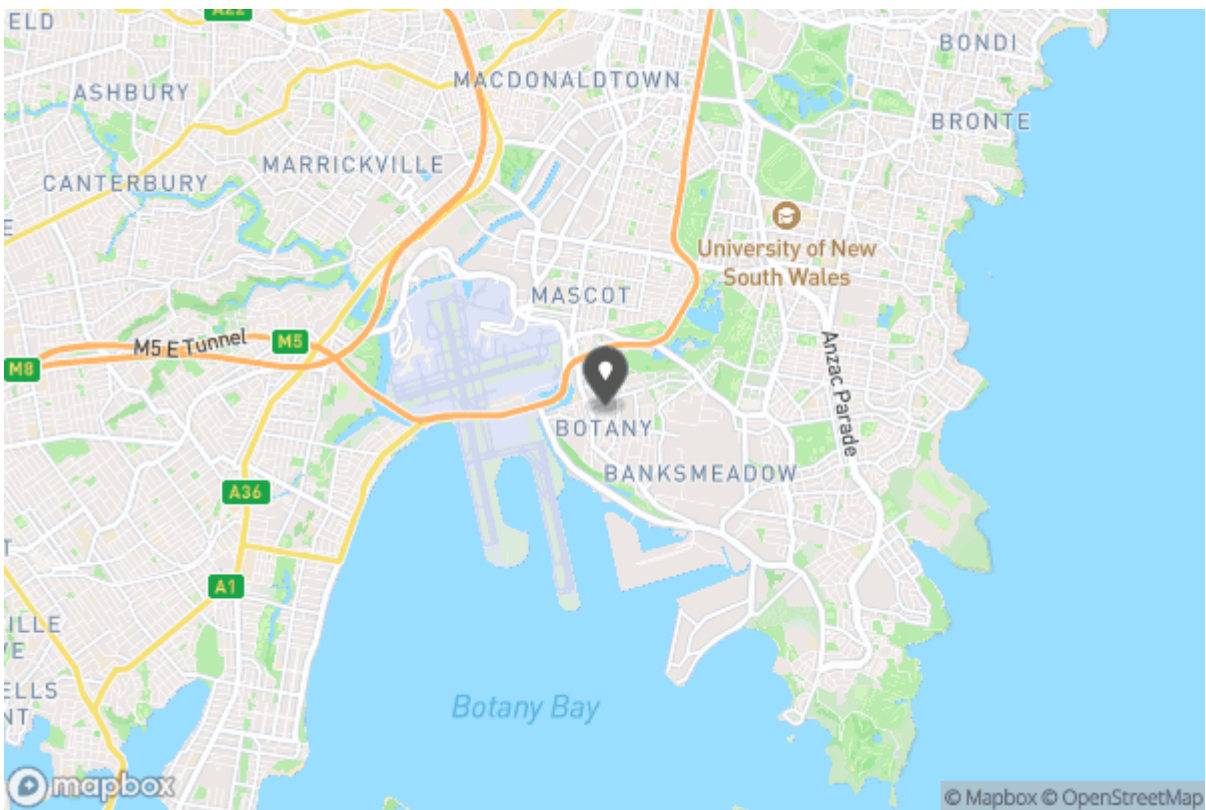 A22
ELD
BONDI
MACDONALDTOWN
ASHBURY
BRONTE
MARRICKVILLE
CANTERBURY
E
University of New
South Wales
MASCOT
M5 E Tunnel
M5
M8
Anzac Parade
BOTANY
BANKSMEADOW
A36
T
A1
ILLE
VE
ELLS
NT
Botany Bay
mapbox
© Mapbox © OpenStreetMap